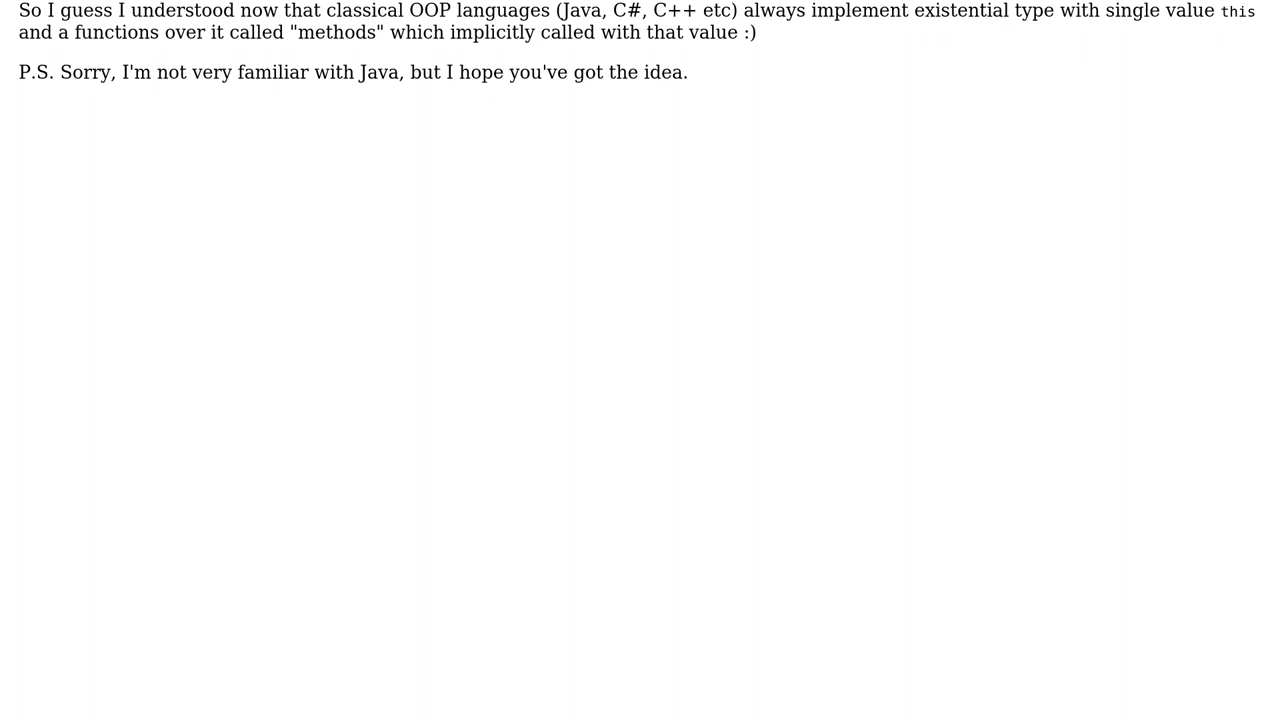 So I guess I understood now that classical OOP languages (Java, C#, C++ etc) always implement existential type with single value this
and a functions over it called "methods" which implicitly called with that value :)
P.S. Sorry, I'm not very familiar with Java, but I hope you've got the idea.